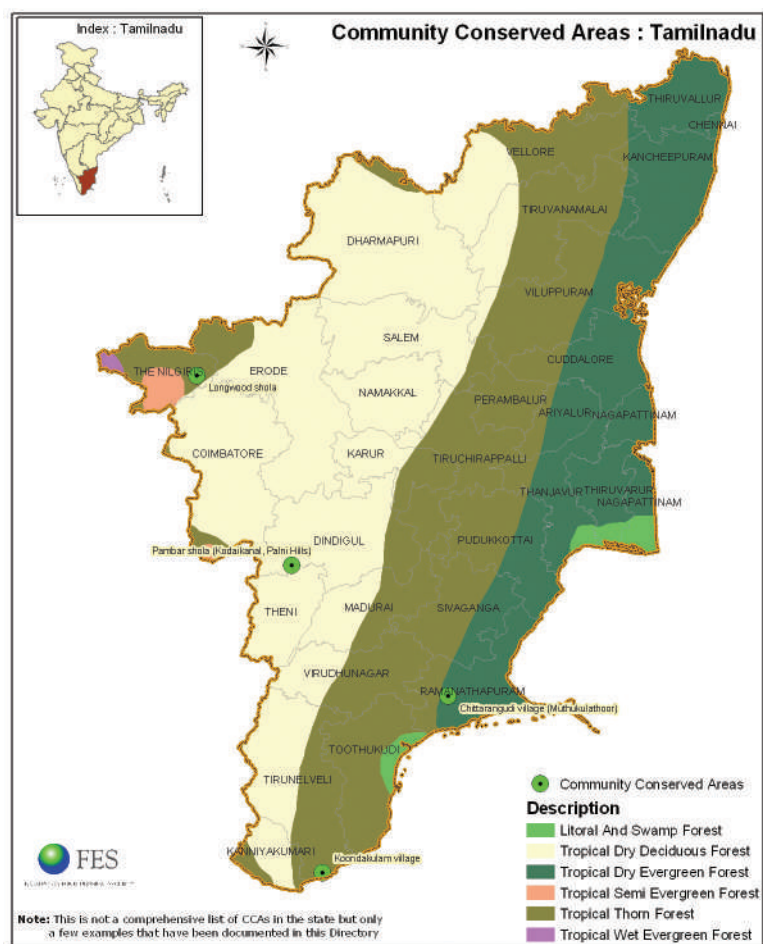 Index : Tamilnadu
Community Conserved Areas : Tamilnadu
THIRUVALLUR
CHENNAI
KANCHEEPURAM
VELLORE
TIRUVANAMALAI
DHARMAPURI
VILUPPURAM
SALEM
CUDDALORE
THE NILGIRIS
ERODE
Longwood shola
NAMAKKAL
PERAMBALUR
ARIYALUR
NAGAPATTINAM
COIMBATORE
KARUR
TIRUCHIRAPPALLI
THANJAVUR
THIRUVARUR
NAGAPATTINAM
DINDIGUL
PUDUKKOTTAI
Pambar shola (Kodaikanal, Palni Hills)
THENI
MADURAI
SIVAGANGA
VIRUDHUNAGAR
RAMANATHAPURAM
Chittarangudi village (Muthukulathoor)
TOOTHUKUDI
TIRUNELVELI
KANNIYAKUMARI
Koondakulam village
Community Conserved Areas
Description
Litoral And Swamp Forest
Tropical Dry Deciduous Forest
Tropical Dry Evergreen Forest
Tropical Semi Evergreen Forest
Tropical Thorn Forest
Tropical Wet Evergreen Forest
FES
Note: This is not a comprehensive list of CCAs in the state but only
a few examples that have been documented in this Directory